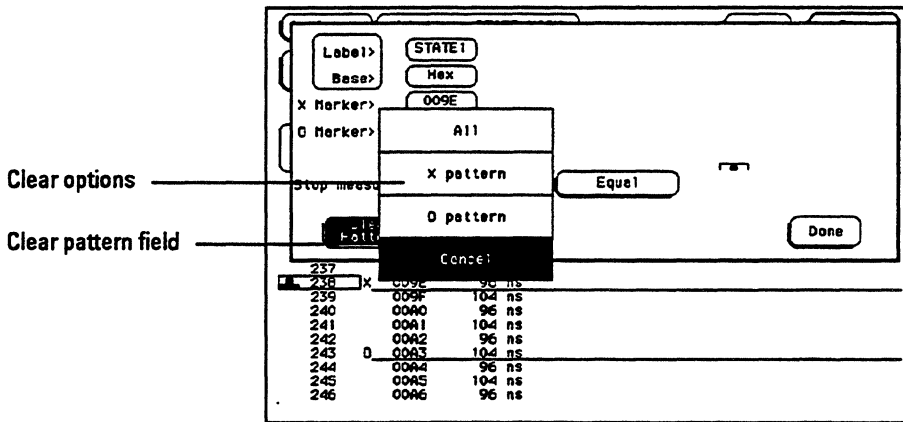 Label> STATE1
Base> Hex
X Marker> 009E
O Marker>
All
Clear options
X pattern
Stop measu
Equal
O pattern
Clear pattern field
Done
Cancel
237
238 X 009E 96 ns
239 009F 104 ns
240 00A0 96 ns
241 00A1 104 ns
242 00A2 96 ns
243 O 00A3 104 ns
244 00A4 96 ns
245 00A5 104 ns
246 00A6 96 ns